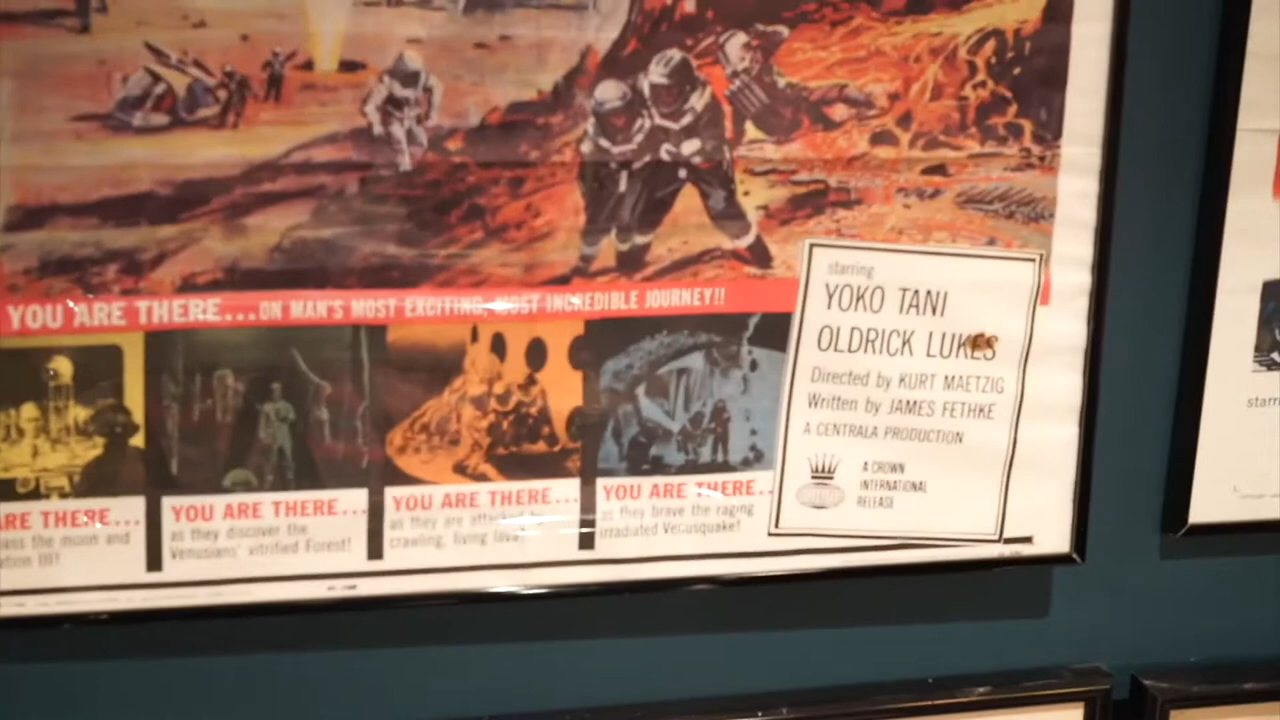 YOU ARE THERE...ON MAN'S MOST EXCITING, MOST INCREDIBLE JOURNEY!!
ARE THERE...
the moon and
YOU ARE THERE...
as they discover the
Venusians' vitrified Forest!
YOU ARE THERE...
as they are attacked by
crawling, living lava
YOU ARE THERE..
as they brave the raging
irradiated Venusquake!
starring
YOKO TANI
OLDRICK LUKES
Directed by KURT MAETZIG
Written by JAMES FETHKE
A CENTRALA PRODUCTION
A CROWN
INTERNATIONAL
RELEASE
starr